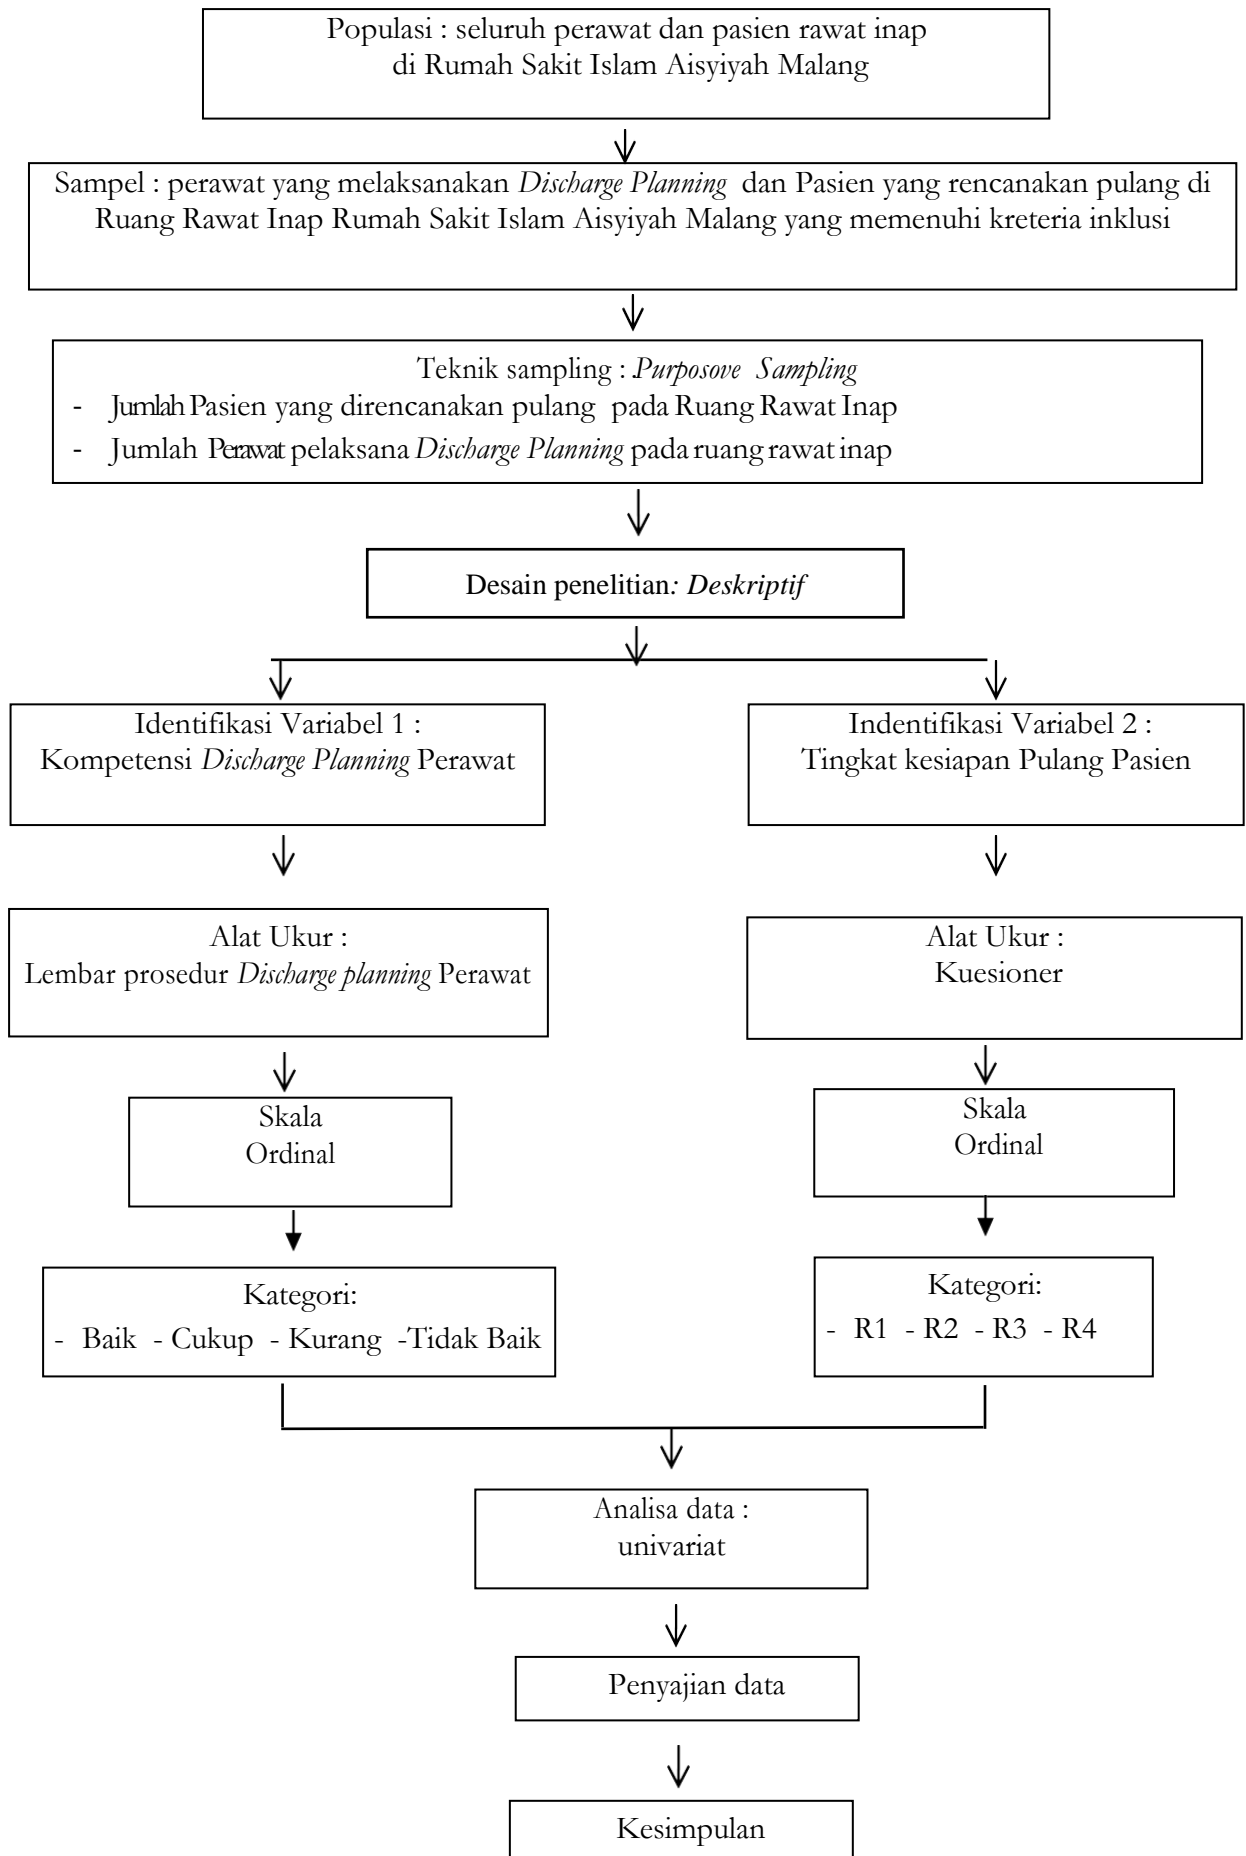 Populasi : seluruh perawat dan pasien rawat inap
di Rumah Sakit Islam Aisyiyah Malang
Sampel : perawat yang melaksanakan Discharge Planning dan Pasien yang rencanakan pulang di
Ruang Rawat Inap Rumah Sakit Islam Aisyiyah Malang yang memenuhi kreteria inklusi
Teknik sampling : .Purposove Sampling
- Jumlah Pasien yang direncanakan pulang pada Ruang Rawat Inap
- Jumlah Perawat pelaksana Discharge Planning pada ruang rawat inap
Desain penelitian: Deskriptif
Identifikasi Variabel 1 :
Kompetensi Discharge Planning Perawat
Indentifikasi Variabel 2 :
Tingkat kesiapan Pulang Pasien
Alat Ukur :
Lembar prosedur Discharge planning Perawat
Alat Ukur :
Kuesioner
Skala
Ordinal
Skala
Ordinal
Kategori:
- Baik - Cukup - Kurang -Tidak Baik
Kategori:
- R1 - R2 - R3 - R4
Analisa data :
univariat
Penyajian data
Kesimpulan